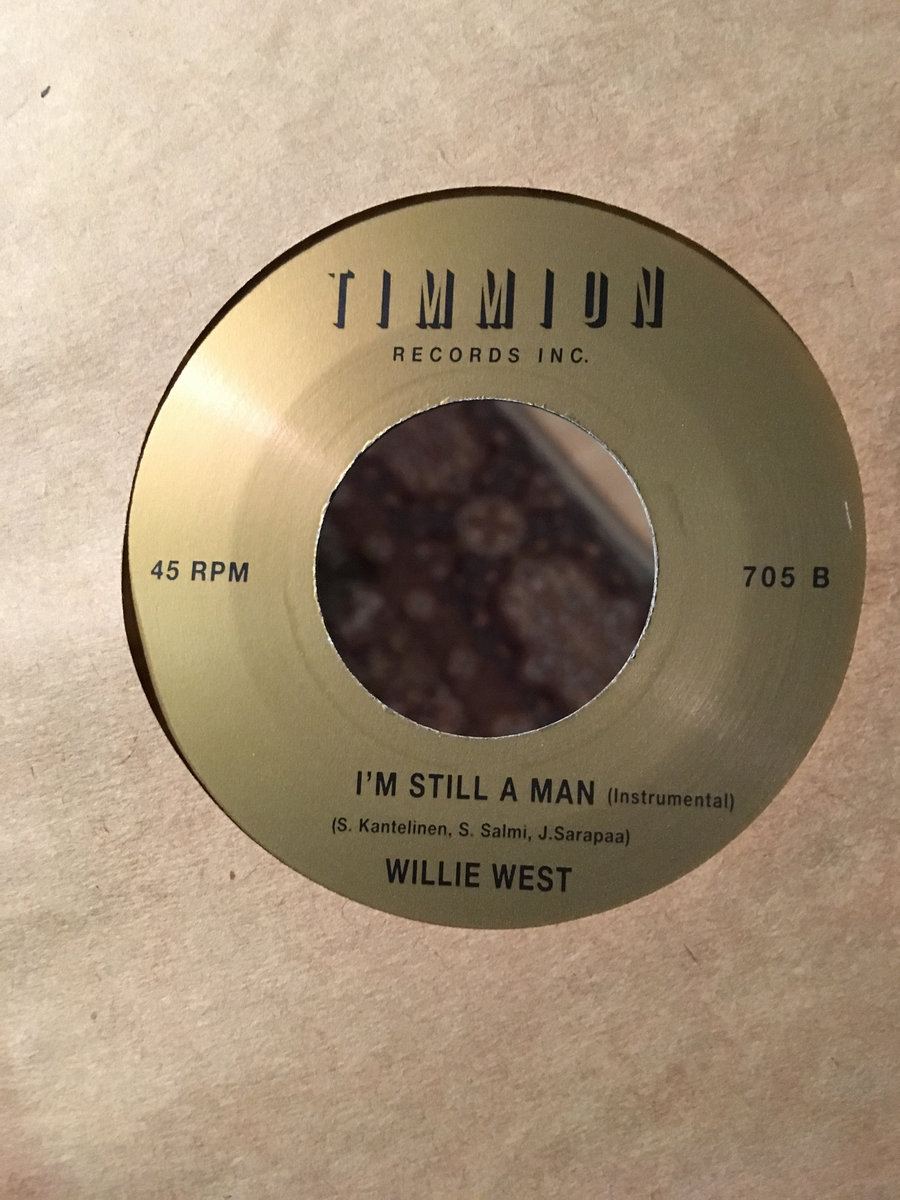 TIMMION
RECORDS INC.
45 RPM
705 B
I'M STILL A MAN (Instrumental)
(S. Kantelinen, S. Salmi, J.Sarapaa)
WILLIE WEST